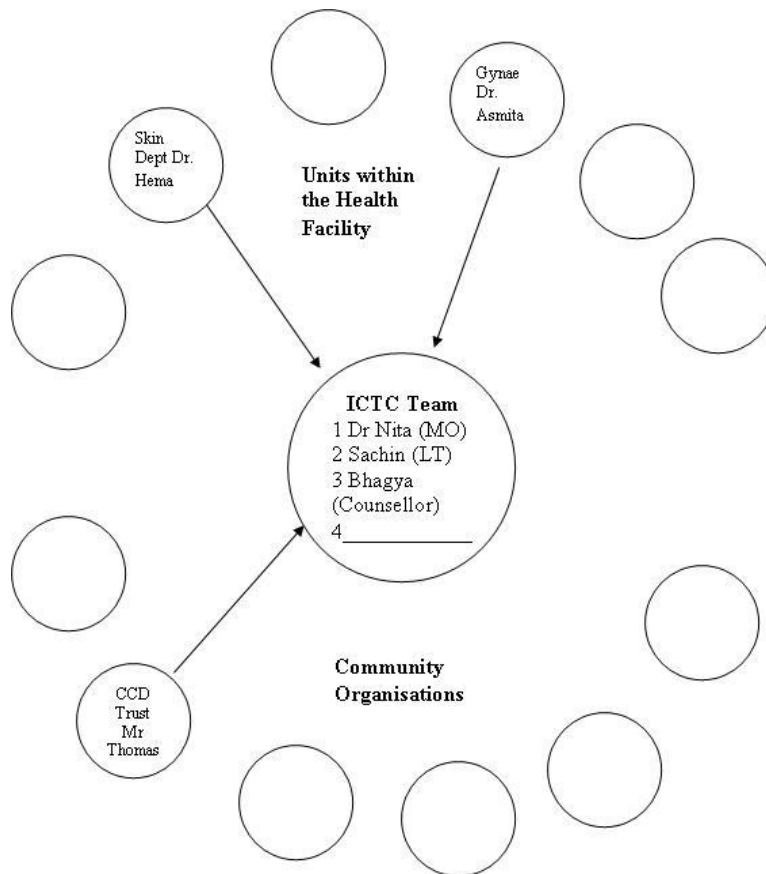 Gynae
Dr.
Asmita
Skin
Dept Dr.
Hema
Units within
the Health
Facility
ICTC Team
1 Dr Nita (MO)
2 Sachin (LT)
3 Bhagya
(Counsellor)
4____________
Community
Organisations
CCD
Trust
Mr
Thomas